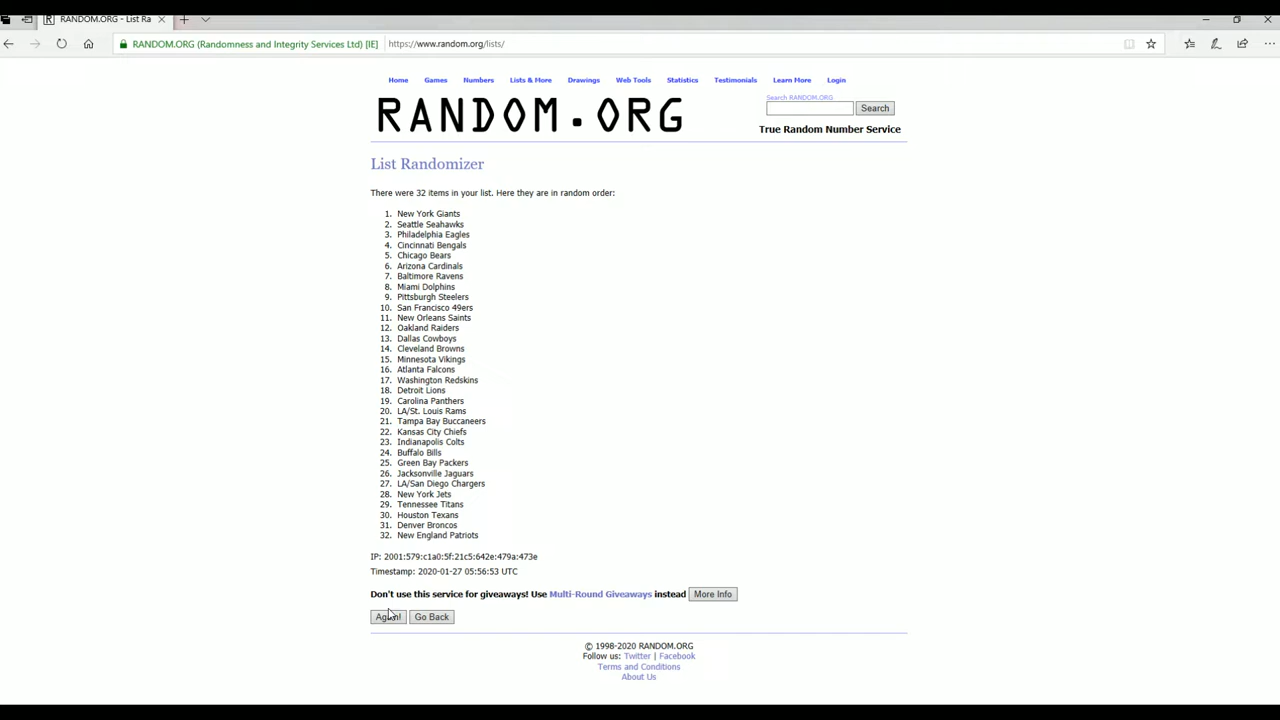 RANDOM.ORG - List Ra
RANDOM.ORG (Randomness and Integrity Services Ltd) [IE]
https://www.random.org/lists/
Home Games Numbers Lists & More Drawings Web Tools Statistics Testimonials Learn More Login
RANDOM.ORG
Search RANDOM.ORG
Search
True Random Number Service
List Randomizer
There were 32 items in your list. Here they are in random order:
1. New York Giants
2. Seattle Seahawks
3. Philadelphia Eagles
4. Cincinnati Bengals
5. Chicago Bears
6. Arizona Cardinals
7. Baltimore Ravens
8. Miami Dolphins
9. Pittsburgh Steelers
10. San Francisco 49ers
11. New Orleans Saints
12. Oakland Raiders
13. Dallas Cowboys
14. Cleveland Browns
15. Minnesota Vikings
16. Atlanta Falcons
17. Washington Redskins
18. Detroit Lions
19. Carolina Panthers
20. LA/St. Louis Rams
21. Tampa Bay Buccaneers
22. Kansas City Chiefs
23. Indianapolis Colts
24. Buffalo Bills
25. Green Bay Packers
26. Jacksonville Jaguars
27. LA/San Diego Chargers
28. New York Jets
29. Tennessee Titans
30. Houston Texans
31. Denver Broncos
32. New England Patriots
IP: 2001:579:c1a0:5f:21c5:642e:479a:473e
Timestamp: 2020-01-27 05:56:53 UTC
Don't use this service for giveaways! Use Multi-Round Giveaways instead More Info
Again! Go Back
© 1998-2020 RANDOM.ORG
Follow us: Twitter | Facebook
Terms and Conditions
About Us